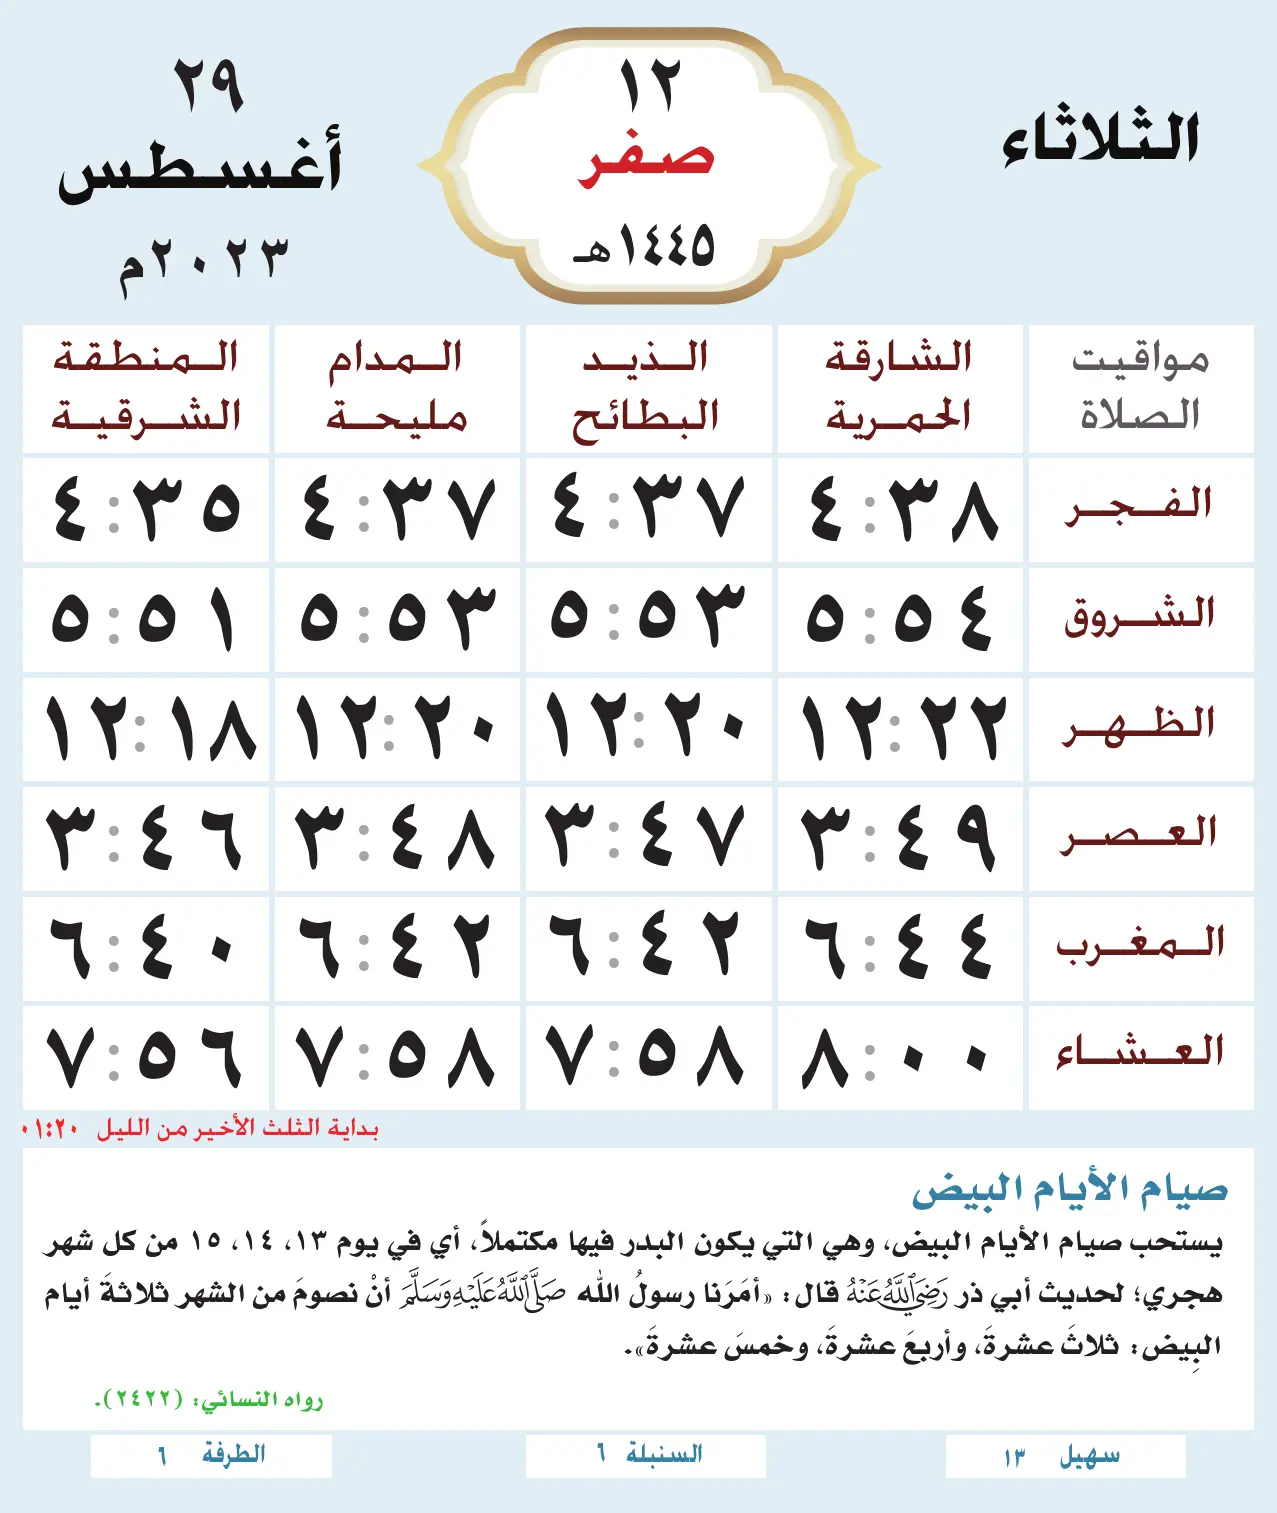 الثلاثاء
١٢
صفر
١٤٤٥هـ
٢٩
أغسطس
٢٠٢٣م
مواقيت الصلاة
الشارقة الحمرية
الذيد البطائح
المدام مليحة
المنطقة الشرقية
الفجر ٤:٣٨ ٤:٣٧ ٤:٣٧ ٤:٣٥
الشروق ٥:٥٤ ٥:٥٣ ٥:٥٣ ٥:٥١
الظهر ١٢:٢٢ ١٢:٢٠ ١٢:٢٠ ١٢:١٨
العصر ٣:٤٩ ٣:٤٧ ٣:٤٨ ٣:٤٦
المغرب ٦:٤٤ ٦:٤٢ ٦:٤٢ ٦:٤٠
العشاء ٨:٠٠ ٧:٥٨ ٧:٥٨ ٧:٥٦
بداية الثلث الأخير من الليل ٠١:٢٠
صيام الأيام البيض
يستحب صيام الأيام البيض، وهي التي يكون البدر فيها مكتملاً، أي في يوم ١٣، ١٤، ١٥ من كل شهر
هجري؛ لحديث أبي ذر رَضِيَ اللَّهُ عَنْهُ قال: «أمَرَنا رسولُ الله صَلَّى اللَّهُ عَلَيْهِ وَسَلَّمَ أنْ نصومَ من الشهر ثلاثةَ أيام
البِيض: ثلاثَ عشرةَ، وأربعَ عشرةَ، وخمسَ عشرةَ».
رواه النسائي: (٢٤٢٢).
سهيل ١٣
السنبلة ٦
الطرفة ٦